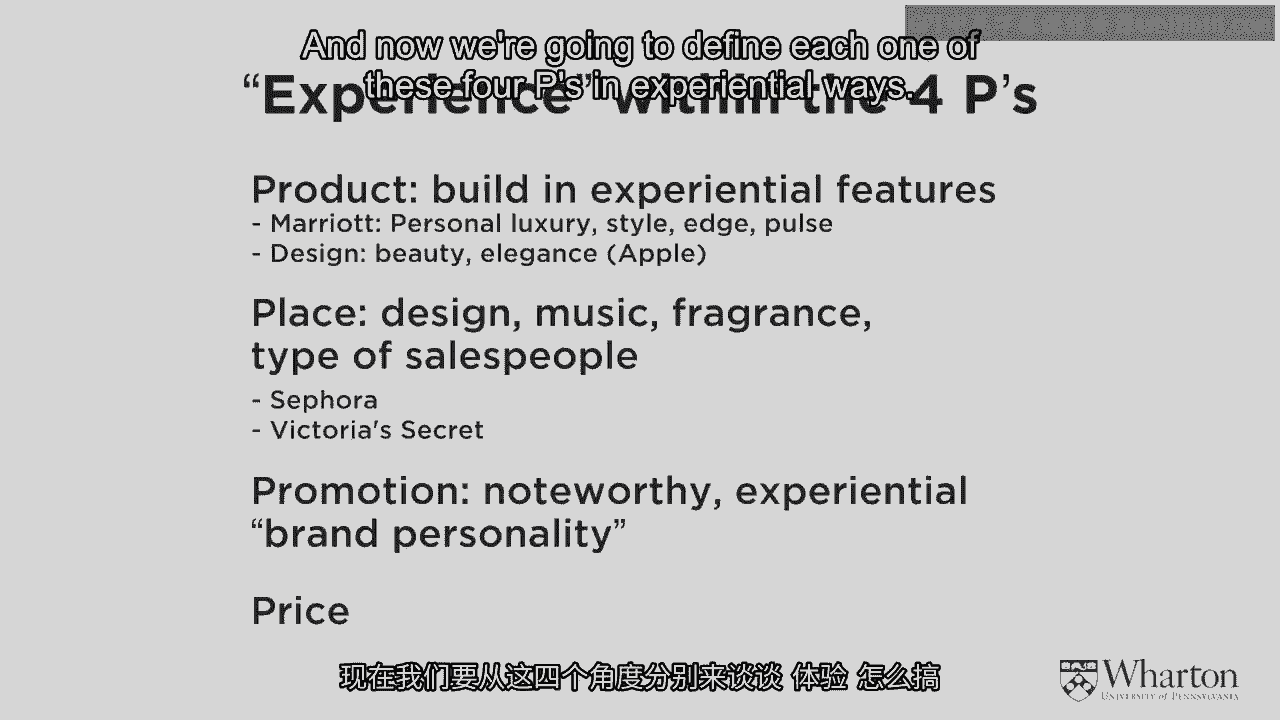 And now we're going to define each one of
these four P's in experiential ways.
“Experience” within the 4 P’s
Product: build in experiential features
- Marriott: Personal luxury, style, edge, pulse
- Design: beauty, elegance (Apple)
Place: design, music, fragrance,
type of salespeople
- Sephora
- Victoria's Secret
Promotion: noteworthy, experiential
“brand personality”
Price
现在我们要从这四个角度分别来谈谈 体验 怎么搞
Wharton
UNIVERSITY of PENNSYLVANIA